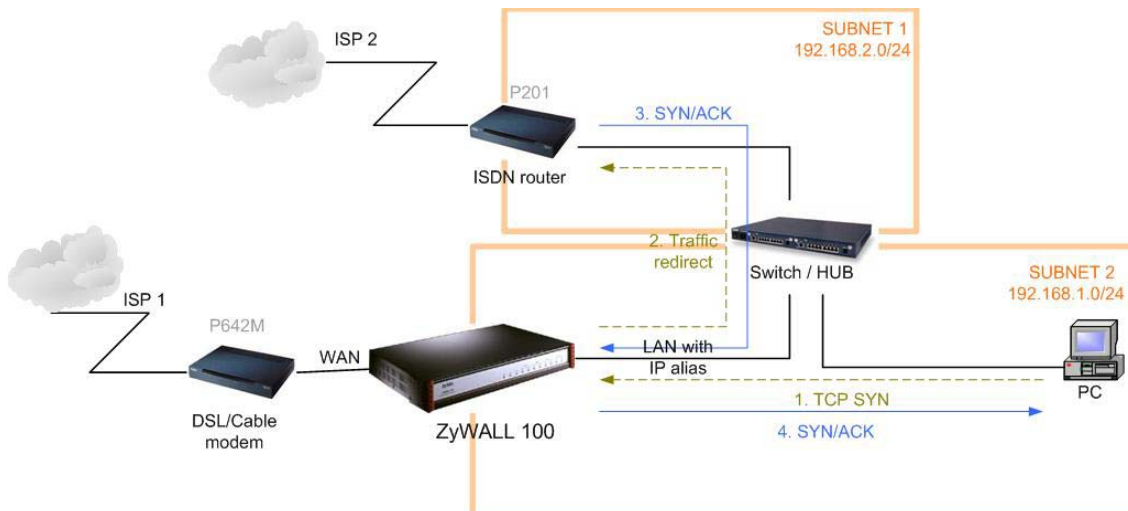 SUBNET 1
192.168.2.0/24
ISP 2
P201
3. SYN/ACK
ISDN router
2. Traffic
redirect
Switch / HUB
SUBNET 2
192.168.1.0/24
ISP 1
P642M
WAN
LAN with
IP alias
DSL/Cable
modem
ZyWALL 100
1. TCP SYN
4. SYN/ACK
PC